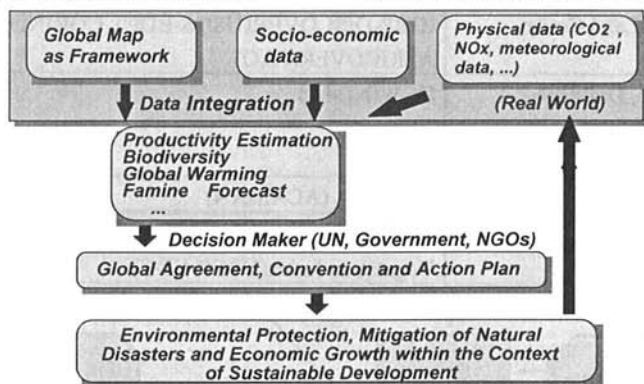 Global Map
as Framework
Socio-economic
data
Physical data (CO2 ,
NOx, meteorological
data, ...)
Data Integration
(Real World)
Productivity Estimation
Biodiversity
Global Warming
Famine Forecast
...
Decision Maker (UN, Government, NGOs)
Global Agreement, Convention and Action Plan
Environmental Protection, Mitigation of Natural
Disasters and Economic Growth within the Context
of Sustainable Development